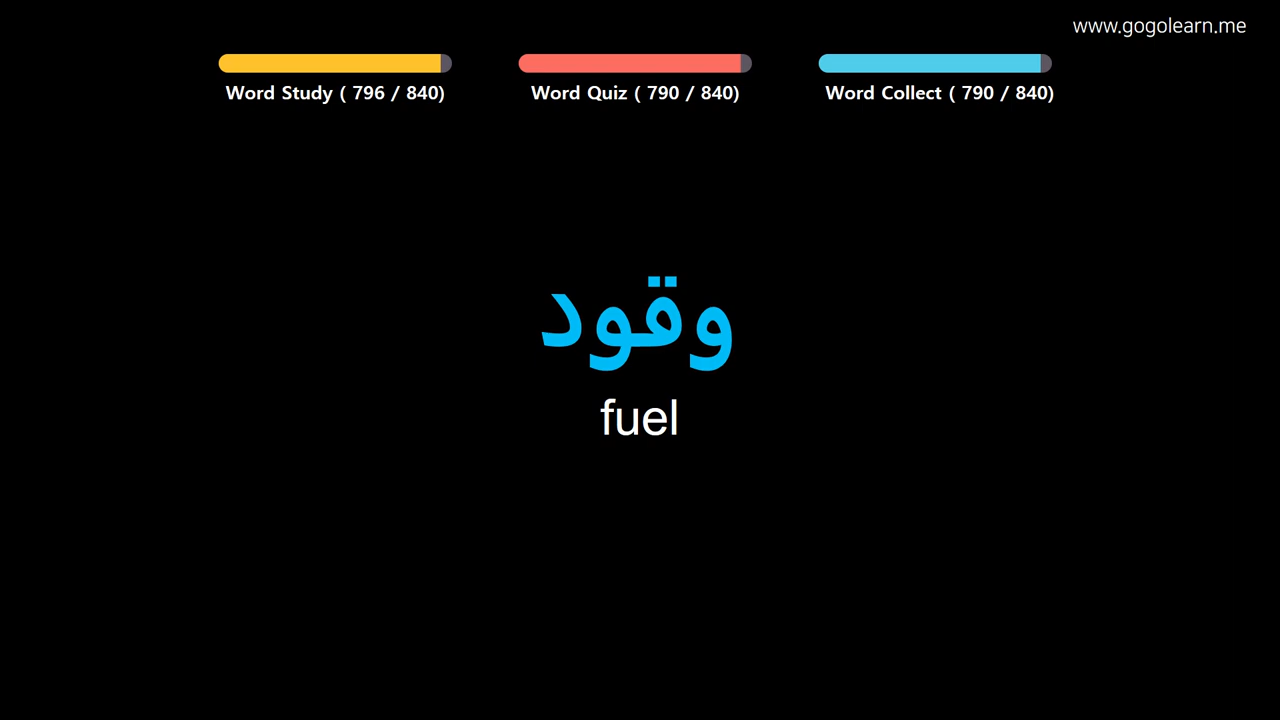 www.gogolearn.me
Word Study ( 796 / 840)
Word Quiz ( 790 / 840)
Word Collect ( 790 / 840)
وقود
fuel